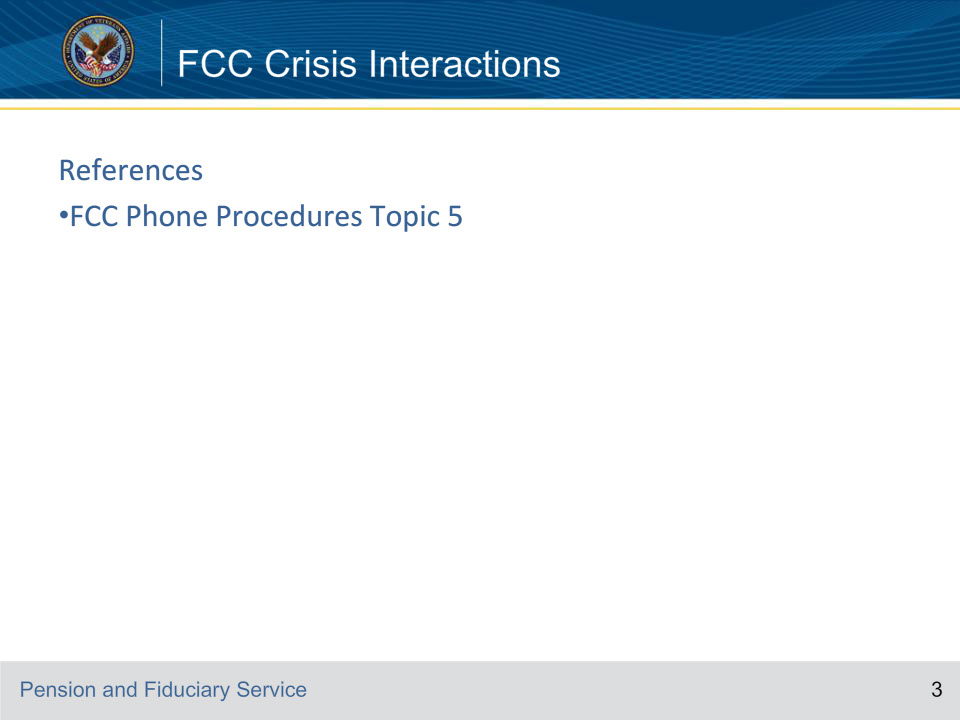 FCC Crisis Interactions
References
•FCC Phone Procedures Topic 5
Pension and Fiduciary Service
3